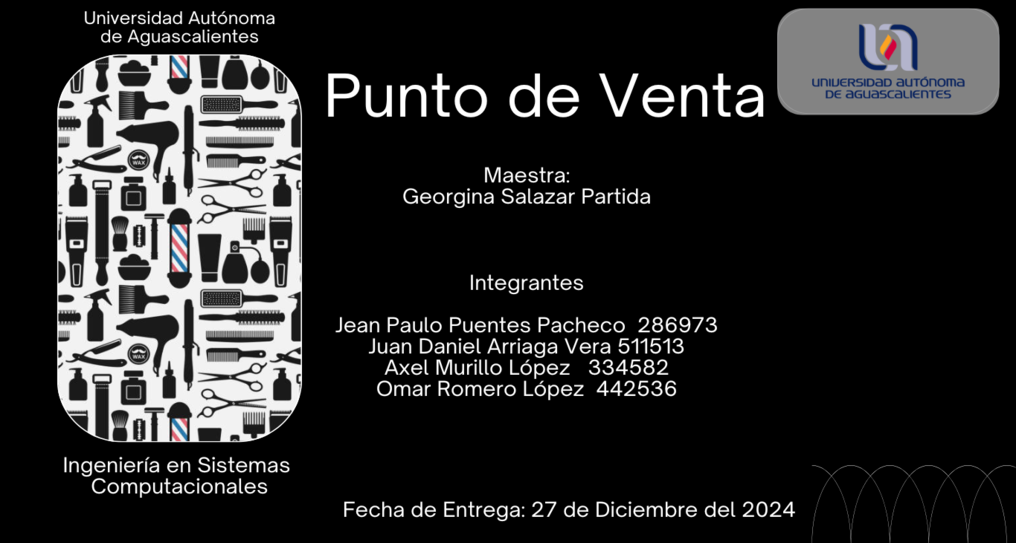 Universidad Autónoma
de Aguascalientes
UNIVERSIDAD AUTÓNOMA
DE AGUASCALIENTES
Punto de Venta
Maestra:
Georgina Salazar Partida
WAX
Integrantes
Jean Paulo Puentes Pacheco 286973
Juan Daniel Arriaga Vera 511513
Axel Murillo López 334582
Omar Romero López 442536
WAX
Ingeniería en Sistemas
Computacionales
Fecha de Entrega: 27 de Diciembre del 2024